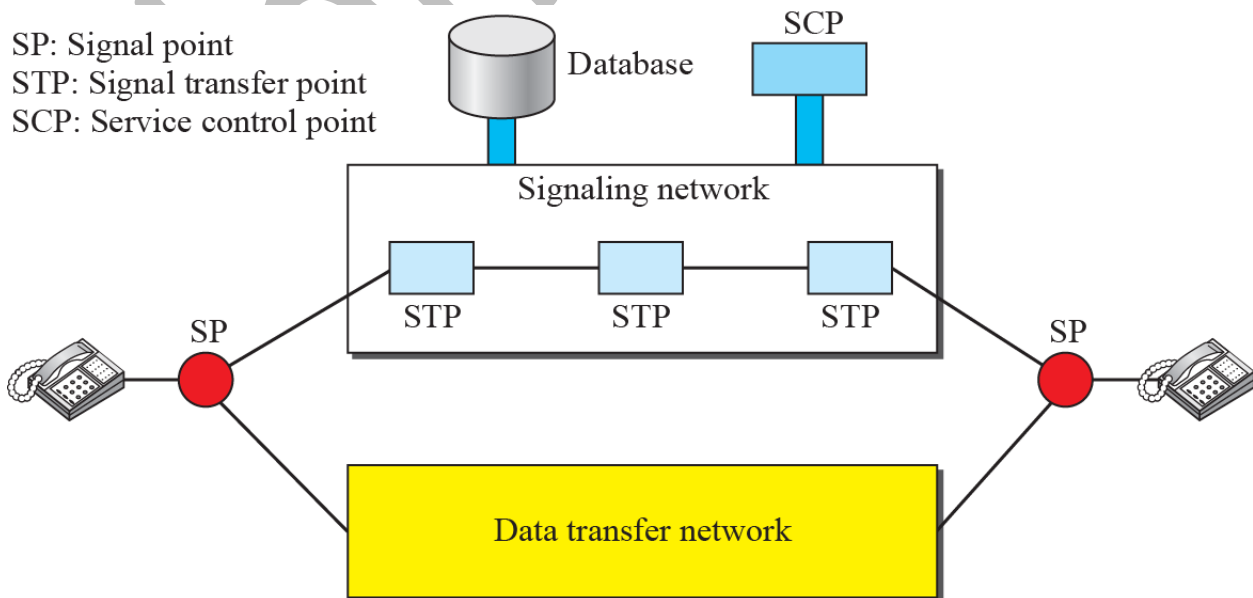 SP: Signal point
STP: Signal transfer point
SCP: Service control point
Database
SCP
Signaling network
STP
STP
STP
SP
SP
Data transfer network